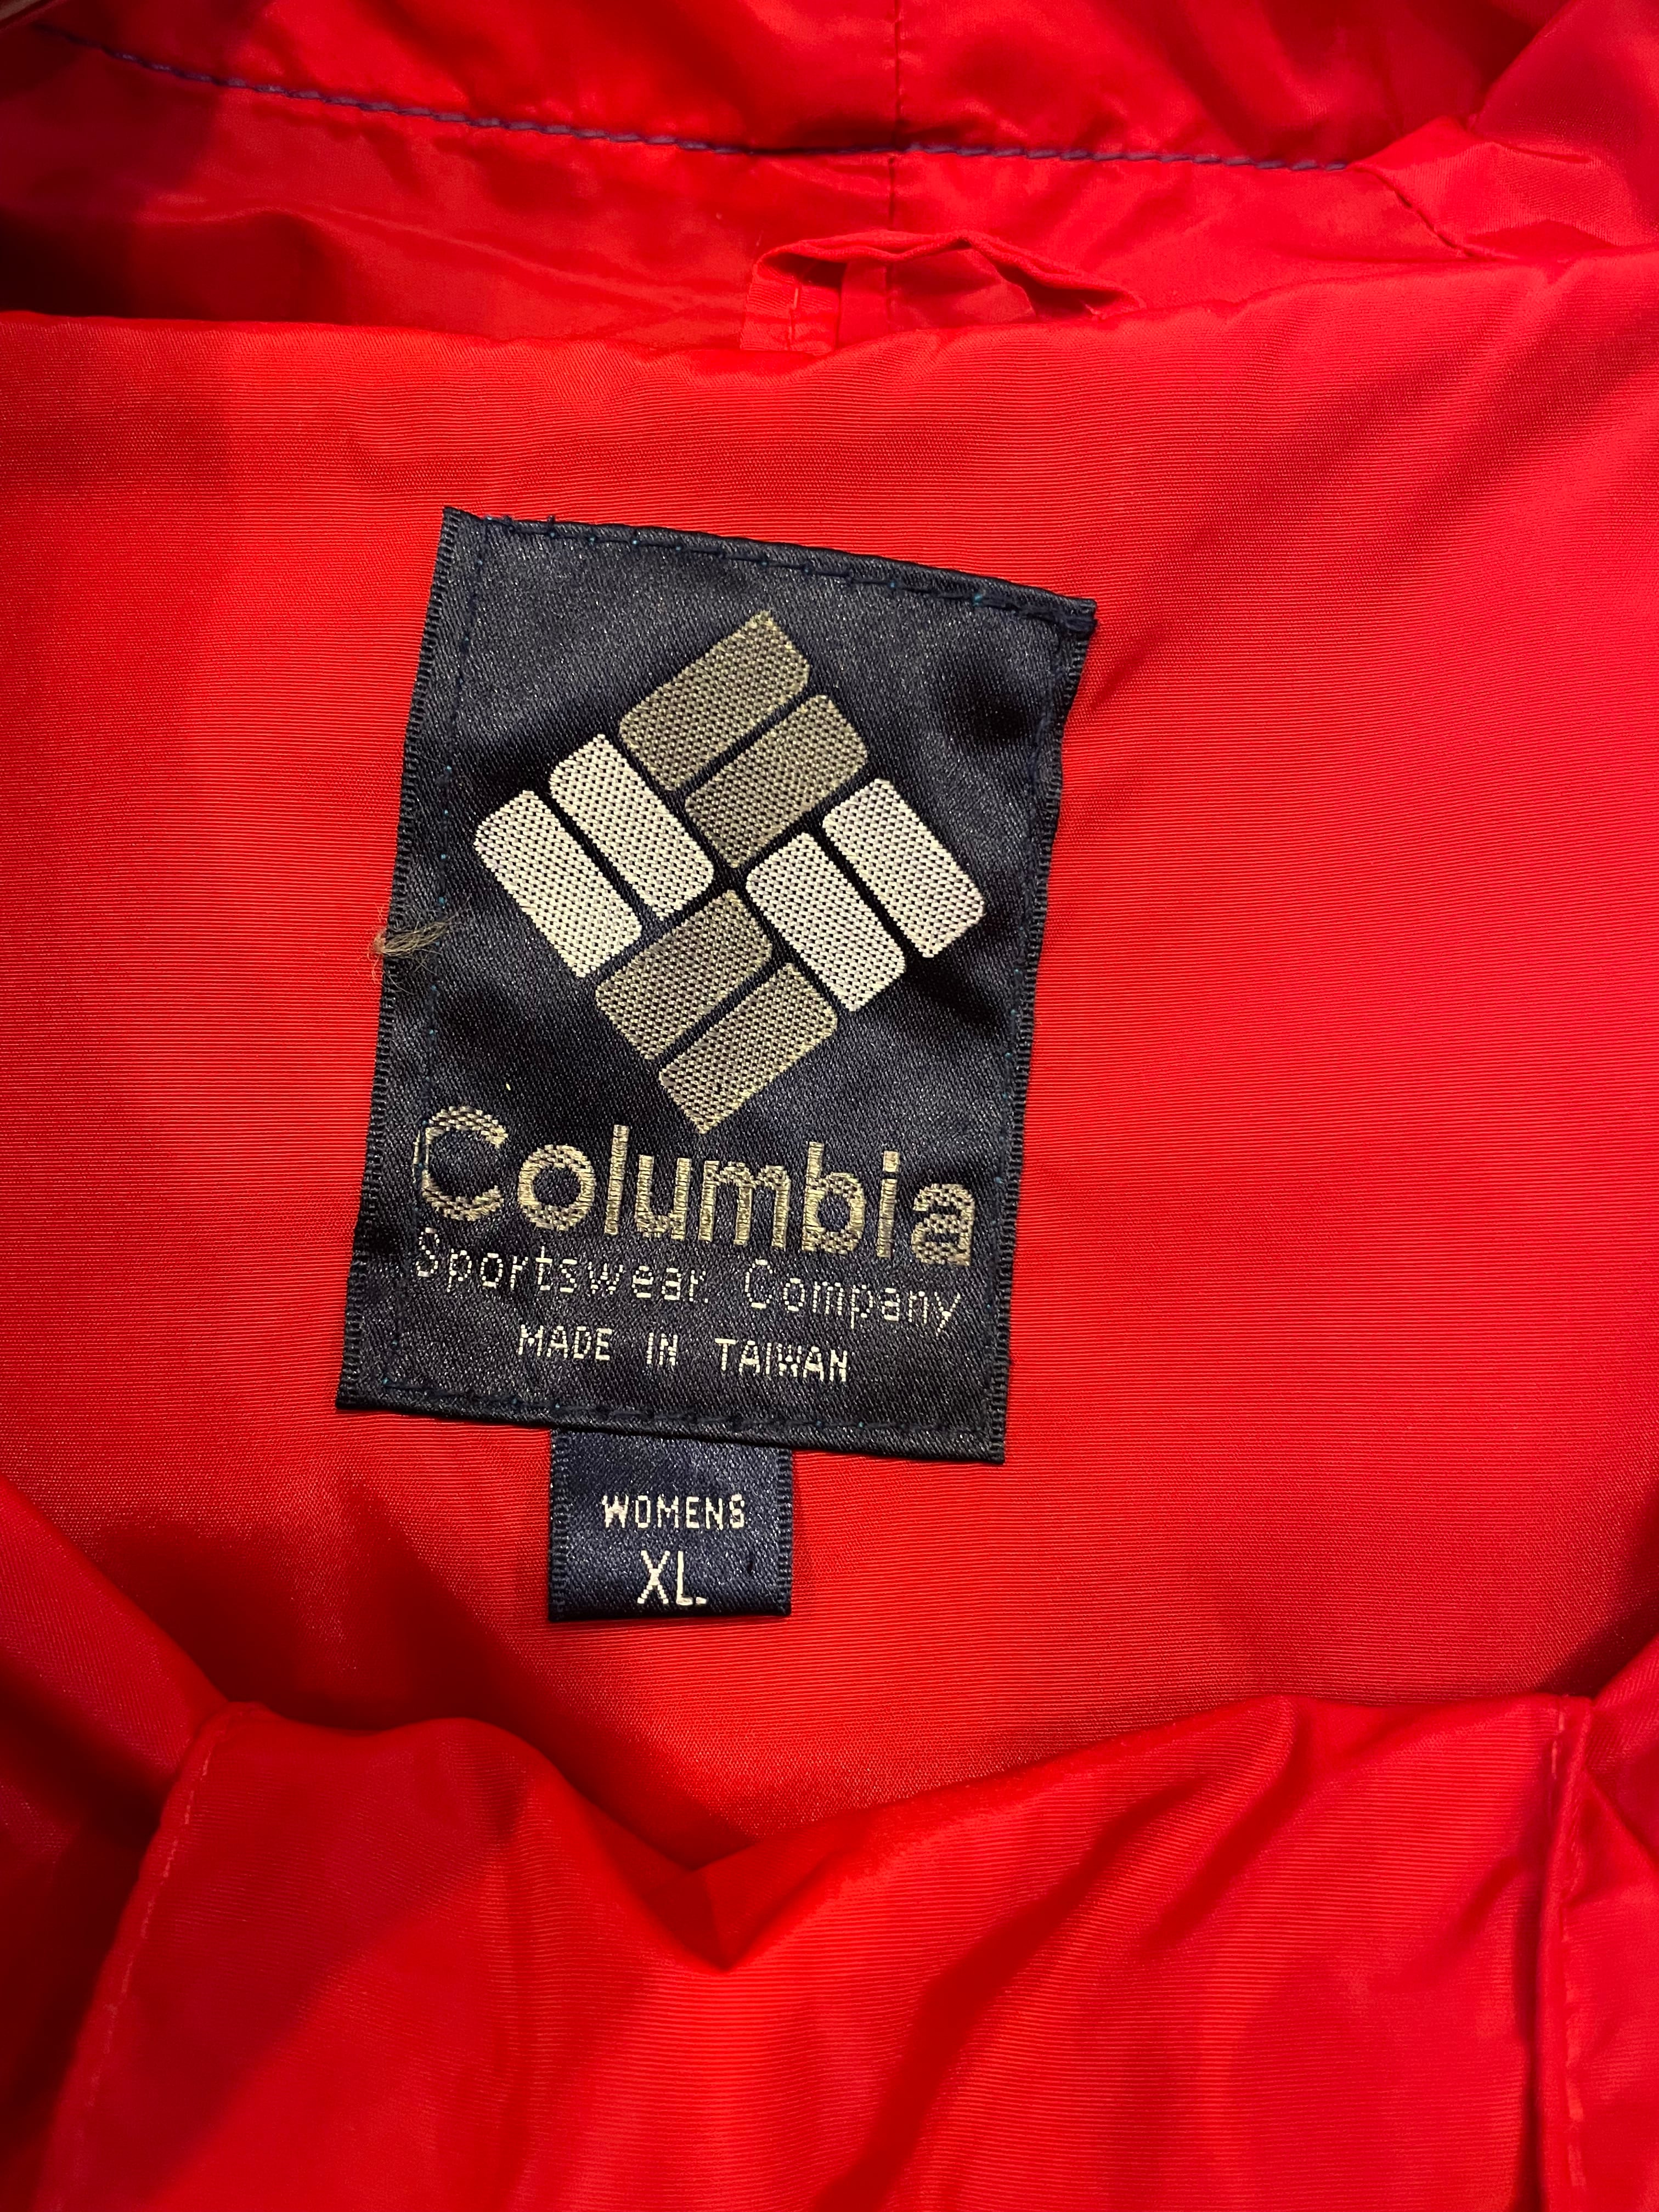 Columbia
Sportswear Company
MADE IN TAIWAN
WOMENS
XL